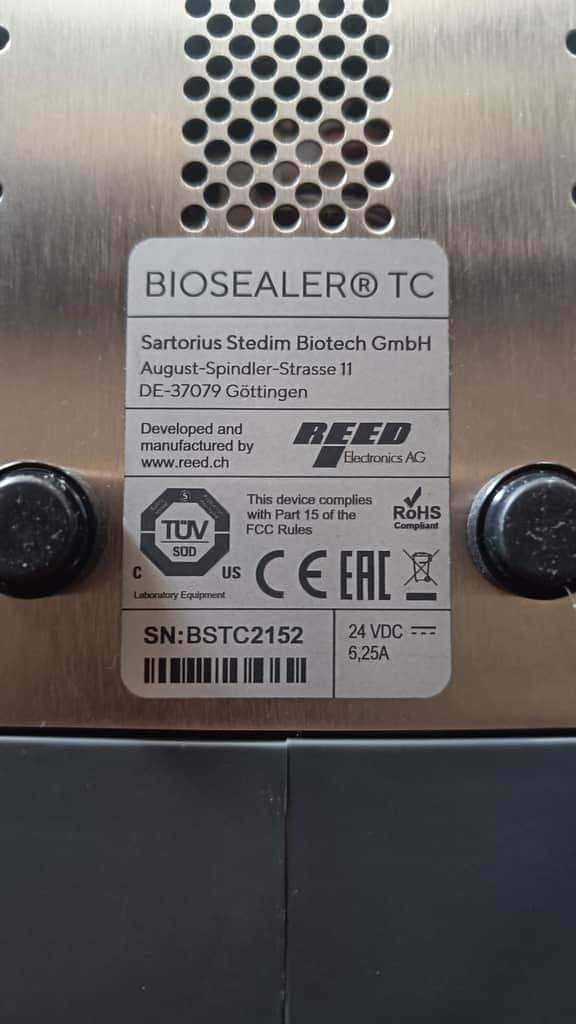 BIOSEALER® TC
Sartorius Stedim Biotech GmbH
August-Spindler-Strasse 11
DE-37079 Göttingen
Developed and
manufactured by
www.reed.ch
REED
Electronics AG
TÜV
SÜD
C US
Laboratory Equipment
This device complies
with Part 15 of the
FCC Rules
RoHS
Compliant
CE EAC
SN:BSTC2152
24 VDC
6,25A